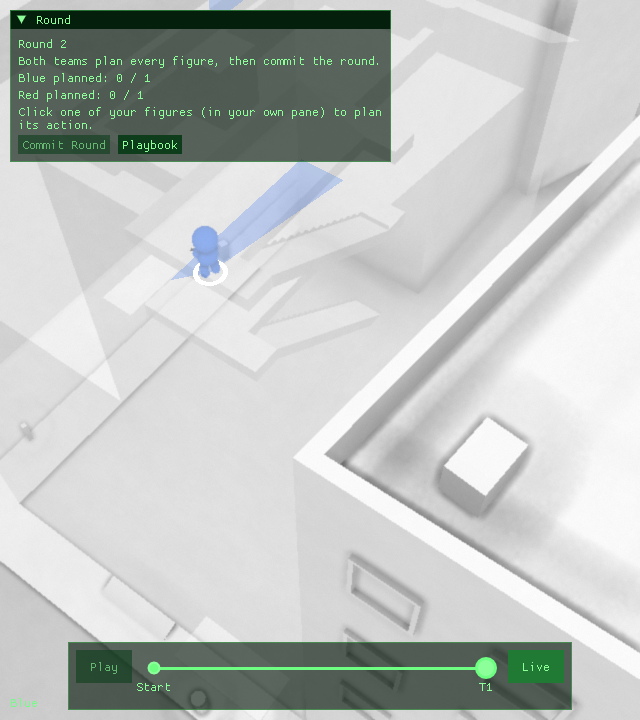 ▼ Round
Round 2
Both teams plan every figure, then commit the round.
Blue planned: 0 / 1
Red planned: 0 / 1
Click one of your figures (in your own pane) to plan
its action.
Commit Round Playbook
Play Live
Start T1